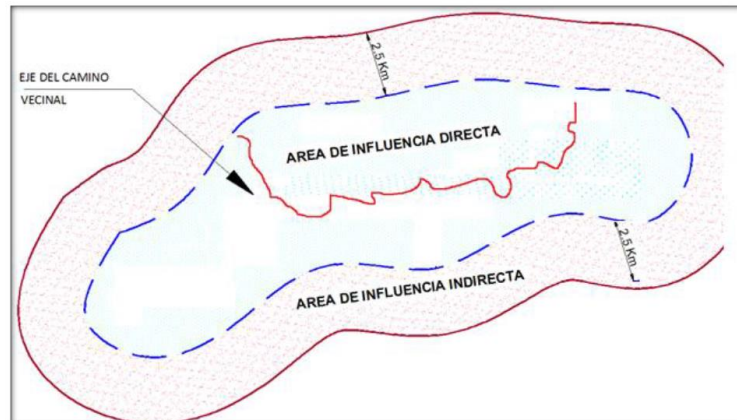 2.5 Km
EJE DEL CAMINO
VECINAL
AREA DE INFLUENCIA DIRECTA
2.5 Km
AREA DE INFLUENCIA INDIRECTA